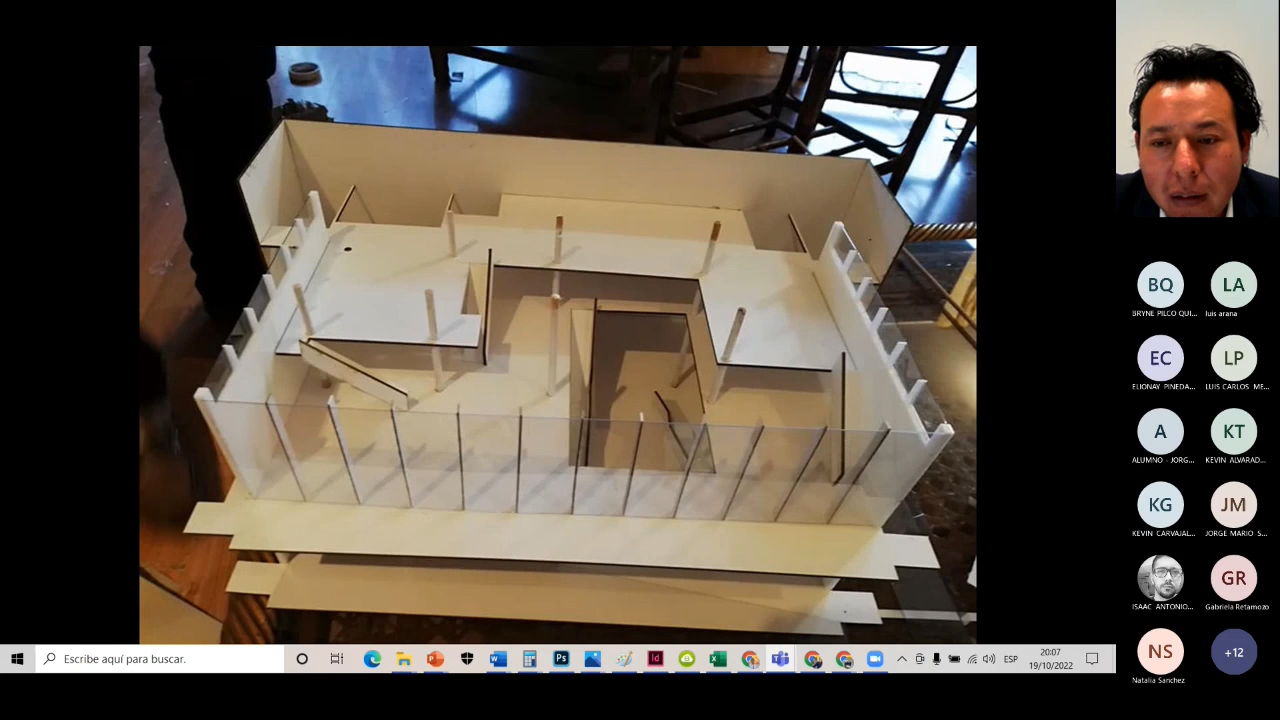 BQ
LA
BRYNE PILCO QUI...
luis arana
EC
LP
ELIONAY PINEDA...
LUIS CARLOS ME...
A
KT
ALUMNO - JORG...
KEVIN ALVARAD...
KG
JM
KEVIN CARVAJAL...
JORGE MARIO S...
GR
ISAAC ANTONIO...
Gabriela Retamozo
NS
+12
Natalia Sanchez
Escribe aquí para buscar.
ESP
20:07
19/10/2022